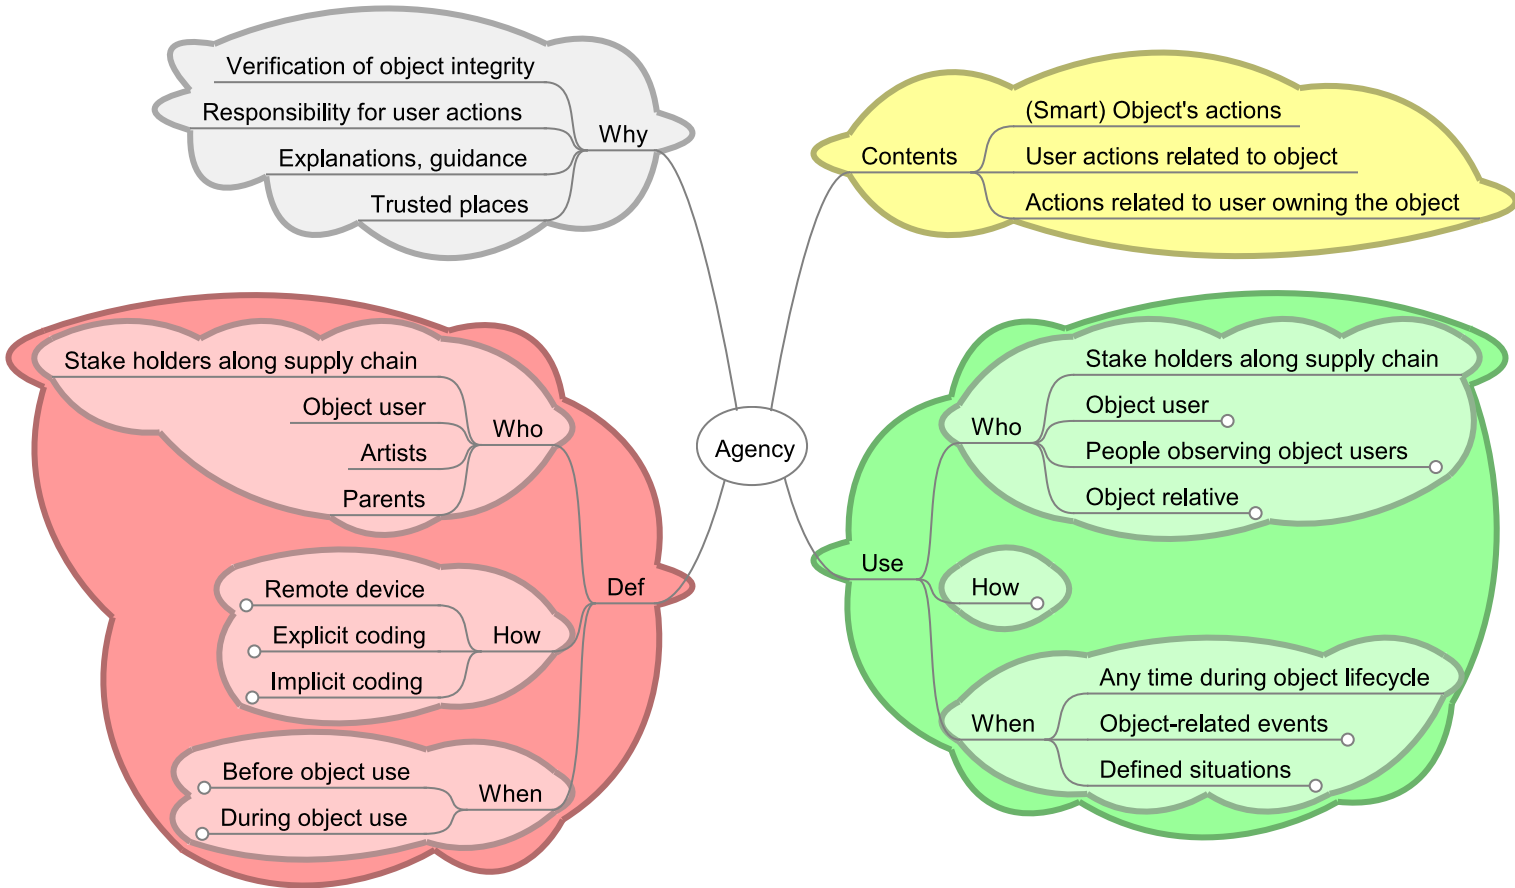 Verification of object integrity
Responsibility for user actions
Explanations, guidance
Trusted places
Why
Contents
(Smart) Object's actions
User actions related to object
Actions related to user owning the object
Agency
Stake holders along supply chain
Object user
Artists
Parents
Who
Remote device
Explicit coding
Implicit coding
How
Before object use
During object use
When
Def
Use
Who
Stake holders along supply chain
Object user
People observing object users
Object relative
How
When
Any time during object lifecycle
Object-related events
Defined situations